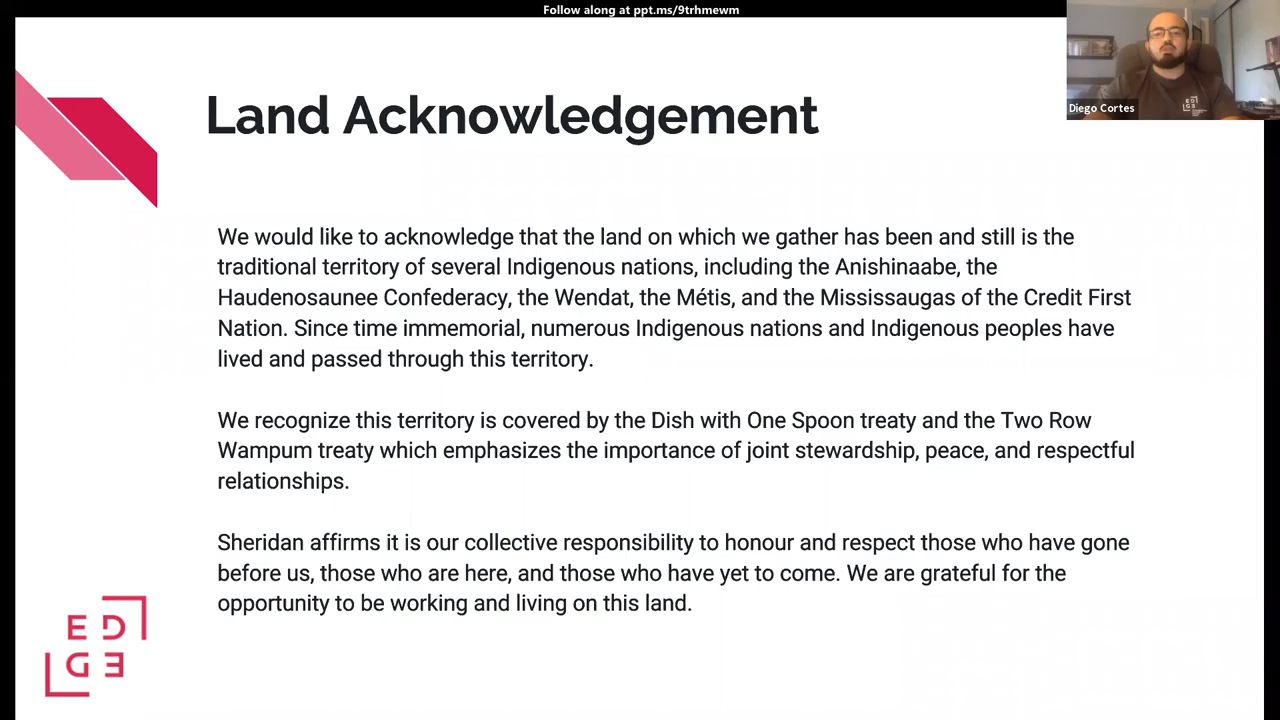 Follow along at ppt.ms/9trhmewm
Land Acknowledgement
Diego Cortes
We would like to acknowledge that the land on which we gather has been and still is the
traditional territory of several Indigenous nations, including the Anishinaabe, the
Haudenosaunee Confederacy, the Wendat, the Métis, and the Mississaugas of the Credit First
Nation. Since time immemorial, numerous Indigenous nations and Indigenous peoples have
lived and passed through this territory.
We recognize this territory is covered by the Dish with One Spoon treaty and the Two Row
Wampum treaty which emphasizes the importance of joint stewardship, peace, and respectful
relationships.
Sheridan affirms it is our collective responsibility to honour and respect those who have gone
before us, those who are here, and those who have yet to come. We are grateful for the
opportunity to be working and living on this land.
ED
GE
ED
GE